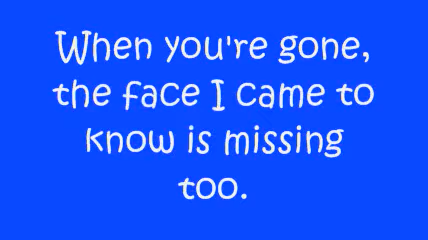 When you're gone,
the face I came to
know is missing
too.